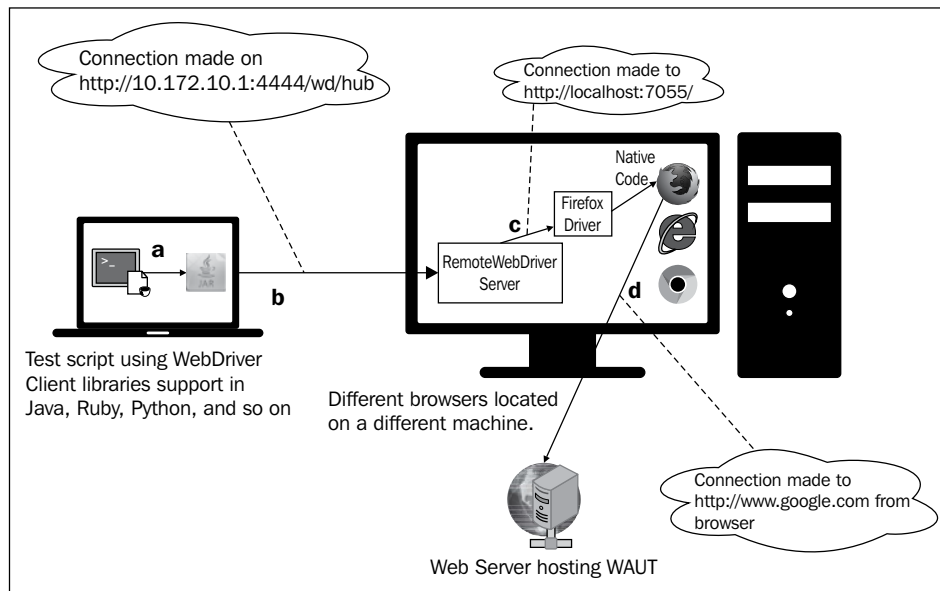 Connection made on
http://10.172.10.1:4444/wd/hub
Connection made to
http://localhost:7055/
Native
Code
Firefox
Driver
c
RemoteWebDriver
Server
>_
a
JAR
b
d
Test script using WebDriver
Client libraries support in
Java, Ruby, Python, and so on
Different browsers located
on a different machine.
Connection made to
http://www.google.com from
browser
Web Server hosting WAUT